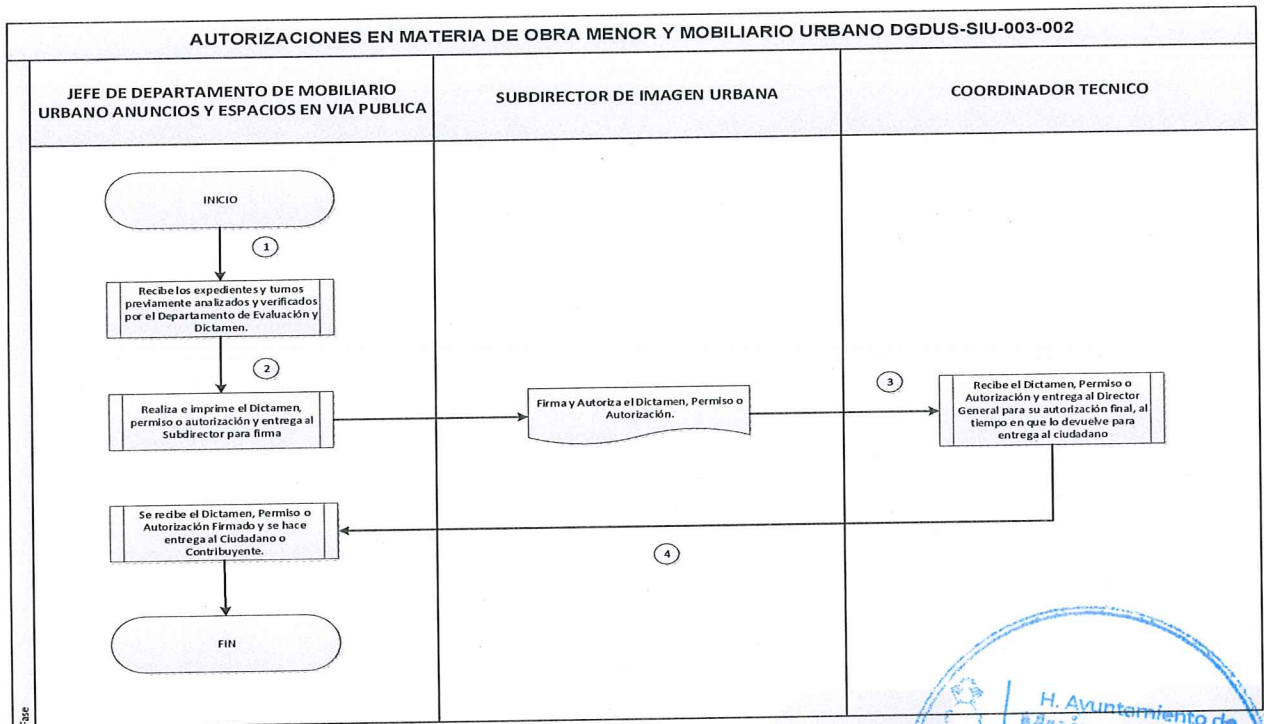 AUTORIZACIONES EN MATERIA DE OBRA MENOR Y MOBILIARIO URBANO DGDUS-SIU-003-002
JEFE DE DEPARTAMENTO DE MOBILIARIO
URBANO ANUNCIOS Y ESPACIOS EN VIA PUBLICA
SUBDIRECTOR DE IMAGEN URBANA
COORDINADOR TECNICO
INICIO
1
Recibe los expedientes y turnos
previamente analizados y verificados
por el Departamento de Evaluación y
Dictamen.
2
Realiza e imprime el Dictamen,
permiso o autorización y entrega al
Subdirector para firma
Firma y Autoriza el Dictamen, Permiso o
Autorización.
3
Recibe el Dictamen, Permiso o
Autorización y entrega al Director
General para su autorización final, al
tiempo en que lo devuelve para
entrega al ciudadano
Se recibe el Dictamen, Permiso o
Autorización Firmado y se hace
entrega al Ciudadano o
Contribuyente.
4
FIN
Fase
H. Ayuntamiento de